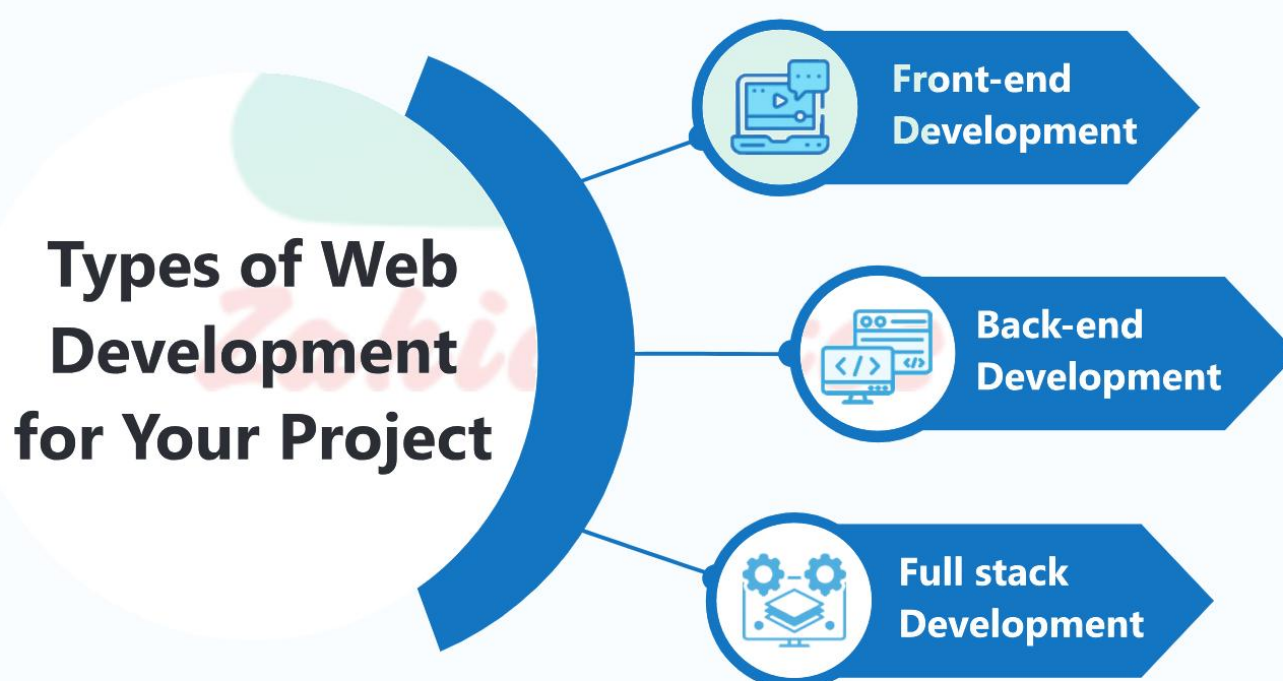 Types of Web
Development
for Your Project
Front-end
Development
Back-end
Development
Full stack
Development